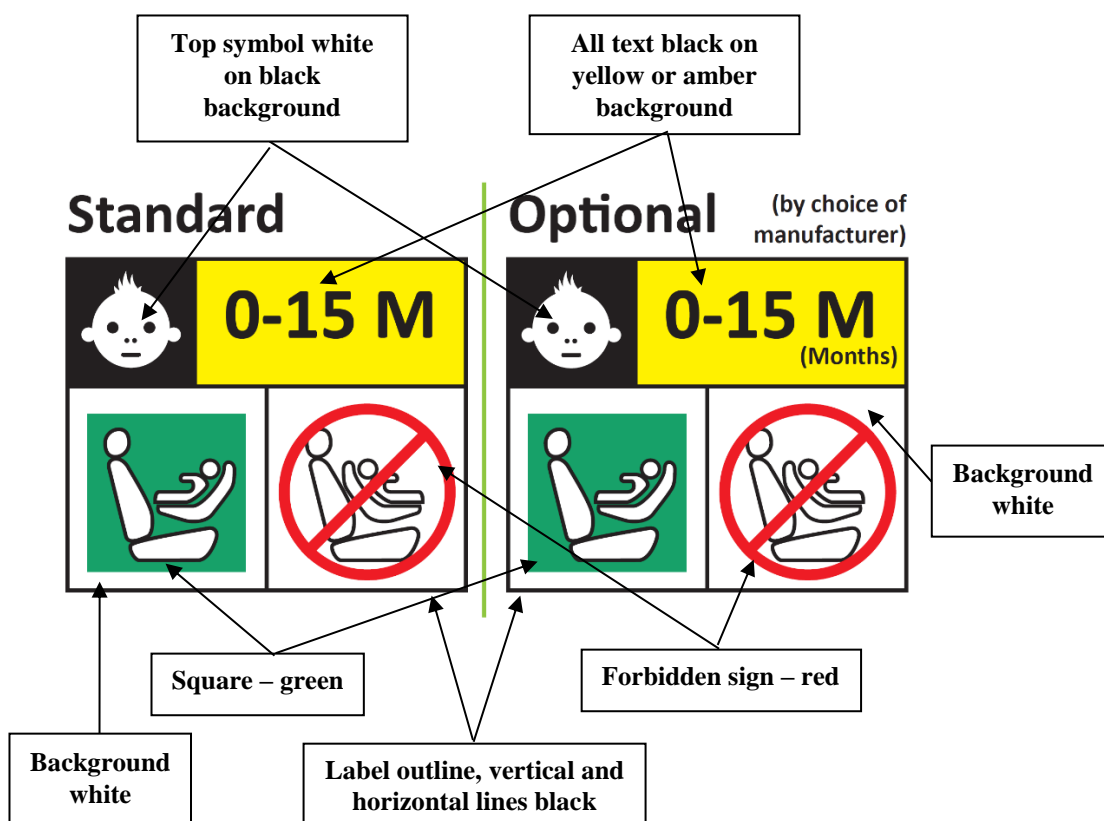 Top symbol white
on black
background
All text black on
yellow or amber
background
Standard
Optional
(by choice of
manufacturer)
0-15 M
0-15 M
(Months)
Background
white
Square – green
Forbidden sign – red
Background
white
Label outline, vertical and
horizontal lines black